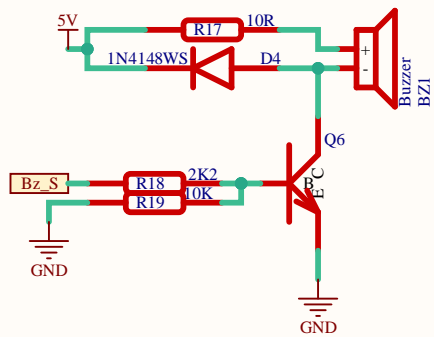 5V
R17
10R
1N4148WS
D4
+
-
Buzzer
BZ1
Q6
Bz_S
R18
2K2
R19
10K
B
E C
GND
GND